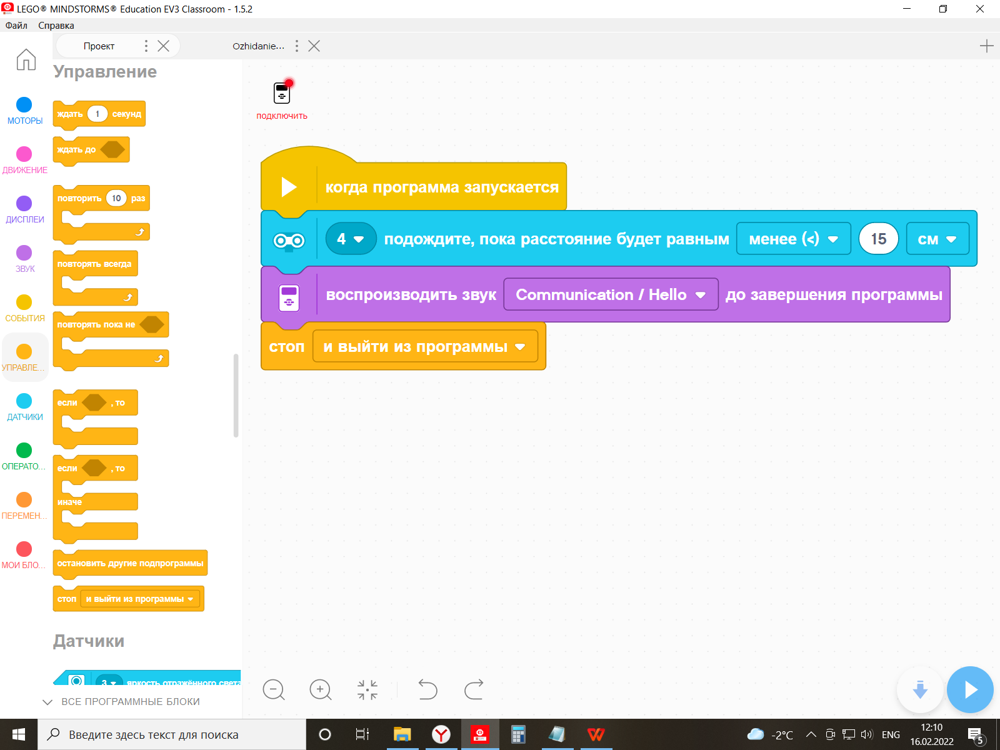 LEGO® MINDSTORMS® Education EV3 Classroom - 1.5.2
Файл Справка
Проект Ozhidanie...
Управление
МОТОРЫ
ДВИЖЕНИЕ
ДИСПЛЕЙ
ЗВУК
СОБЫТИЯ
УПРАВЛЕ...
ДАТЧИКИ
ОПЕРАТО...
ПЕРЕМЕН...
МОИ БЛО...
ждать 1 секунд
ждать до
повторить 10 раз
повторять всегда
повторять пока не
если , то
если , то
иначе
остановить другие подпрограммы
стоп и выйти из программы
Датчики
3 яркость отражённого света
ВСЕ ПРОГРАММНЫЕ БЛОКИ
ПОДКЛЮЧИТЬ
когда программа запускается
4 подождите, пока расстояние будет равным менее (<) 15 см
воспроизводить звук Communication / Hello до завершения программы
стоп и выйти из программы
Введите здесь текст для поиска
-2°C
ENG
12:10
16.02.2022
5